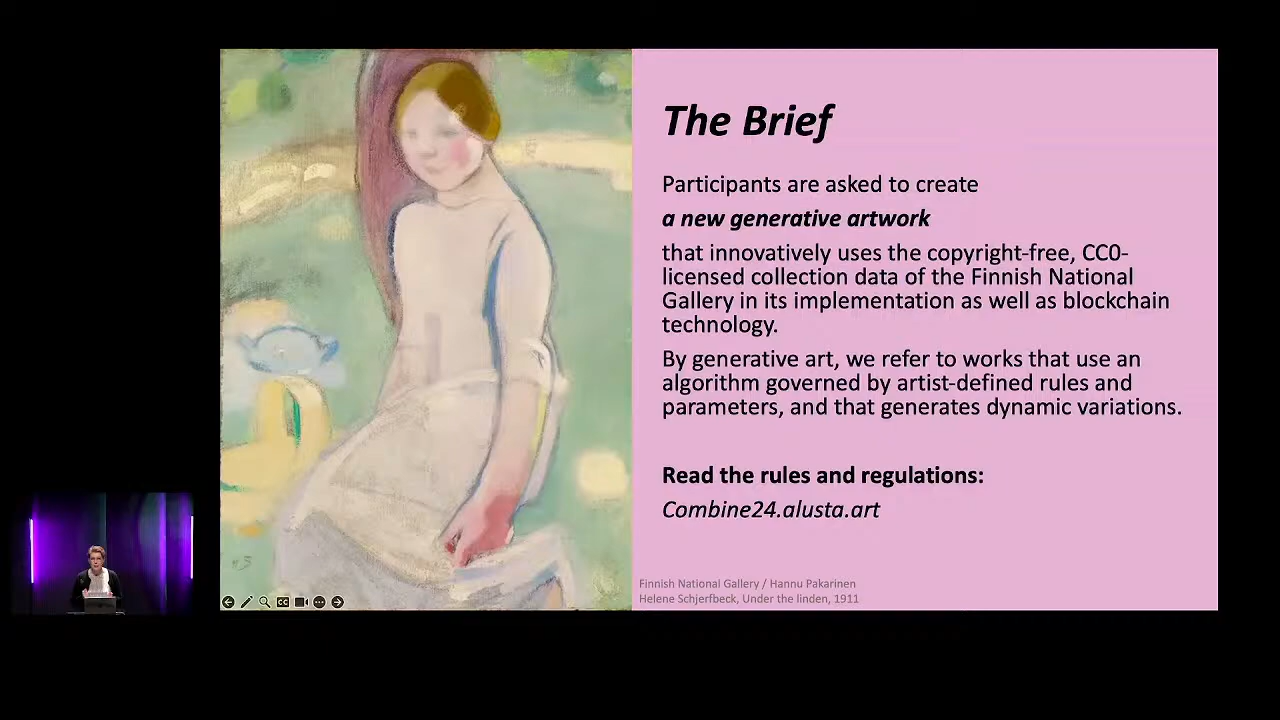 The Brief
Participants are asked to create
a new generative artwork
that innovatively uses the copyright-free, CC0-
licensed collection data of the Finnish National
Gallery in its implementation as well as blockchain
technology.
By generative art, we refer to works that use an
algorithm governed by artist-defined rules and
parameters, and that generates dynamic variations.
Read the rules and regulations:
Combine24.alusta.art
Finnish National Gallery / Hannu Pakarinen
Helene Schjerfbeck, Under the linden, 1911
CC